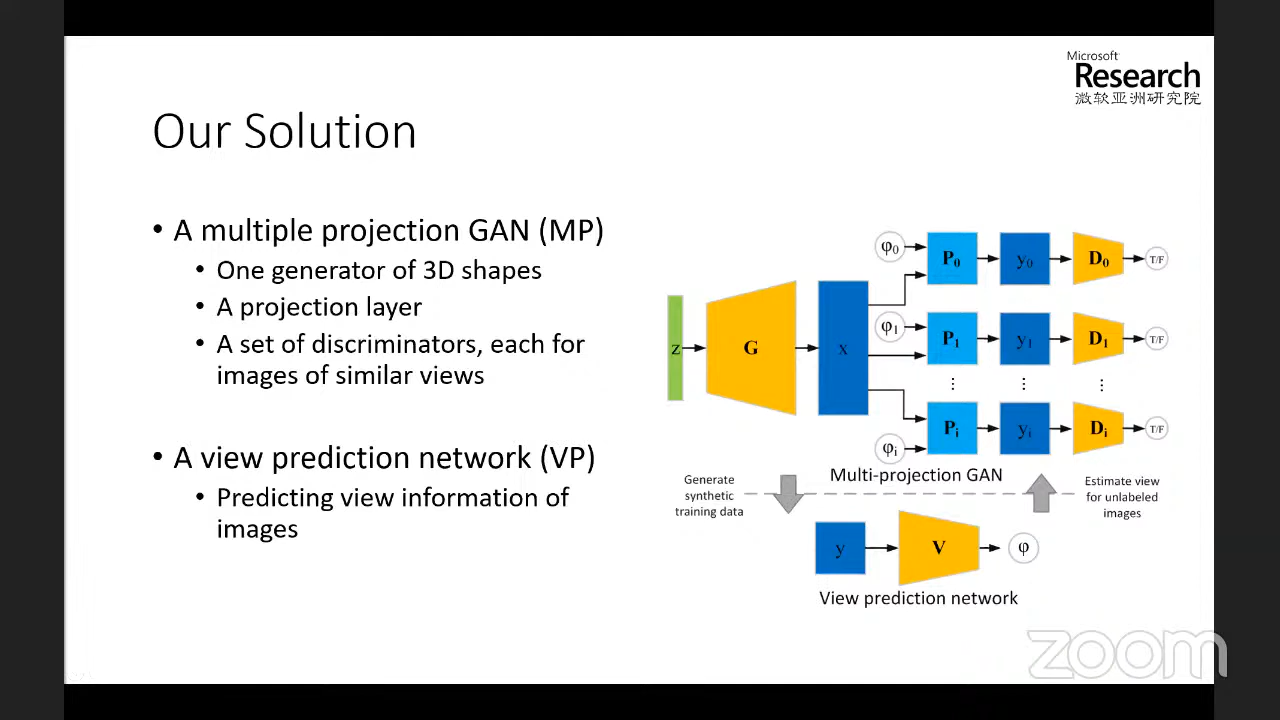 Microsoft
Research
微软亚洲研究院
Our Solution
• A multiple projection GAN (MP)
• One generator of 3D shapes
• A projection layer
• A set of discriminators, each for
images of similar views
• A view prediction network (VP)
• Predicting view information of
images
φ0
P0
y0
D0
T/F
z
G
x
φ1
P1
y1
D1
T/F
⋮
⋮
⋮
φi
Pi
yi
Di
T/F
Multi-projection GAN
Generate
synthetic
training data
Estimate view
for unlabeled
images
y
V
φ
View prediction network
zoom